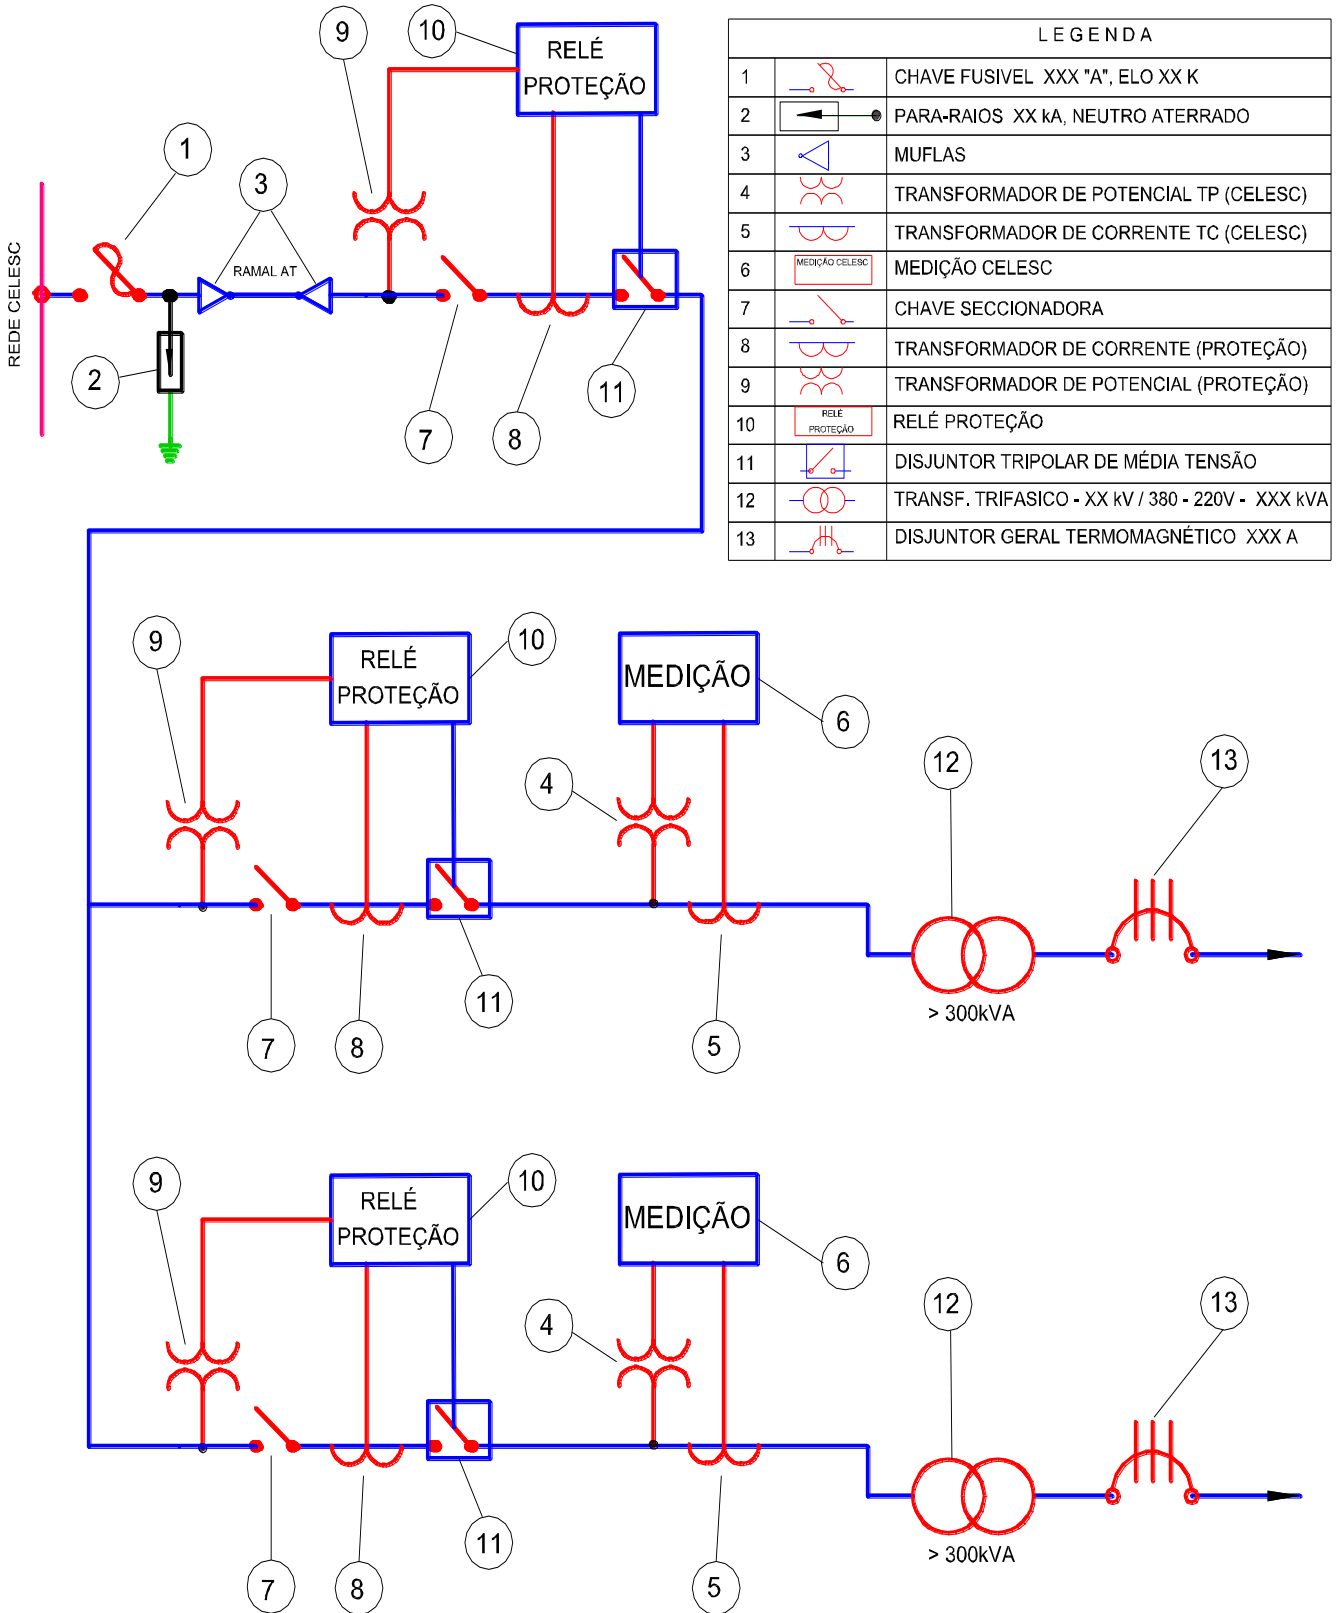 9
10
RELÉ
PROTEÇÃO
1
3
REDE CELESC
RAMAL AT
2
7
8
11
LEGENDA
1 CHAVE FUSIVEL XXX "A", ELO XX K
2 PARA-RAIOS XX kA, NEUTRO ATERRADO
3 MUFLAS
4 TRANSFORMADOR DE POTENCIAL TP (CELESC)
5 TRANSFORMADOR DE CORRENTE TC (CELESC)
6 MEDIÇÃO CELESC MEDIÇÃO CELESC
7 CHAVE SECCIONADORA
8 TRANSFORMADOR DE CORRENTE (PROTEÇÃO)
9 TRANSFORMADOR DE POTENCIAL (PROTEÇÃO)
10 RELÉ PROTEÇÃO RELÉ PROTEÇÃO
11 DISJUNTOR TRIPOLAR DE MÉDIA TENSÃO
12 TRANSF. TRIFASICO - XX kV / 380 - 220V - XXX kVA
13 DISJUNTOR GERAL TERMOMAGNÉTICO XXX A
9
RELÉ
PROTEÇÃO
10
MEDIÇÃO
6
4
12
13
11
7
8
5
> 300kVA
9
RELÉ
PROTEÇÃO
10
MEDIÇÃO
6
4
12
13
11
7
8
5
> 300kVA